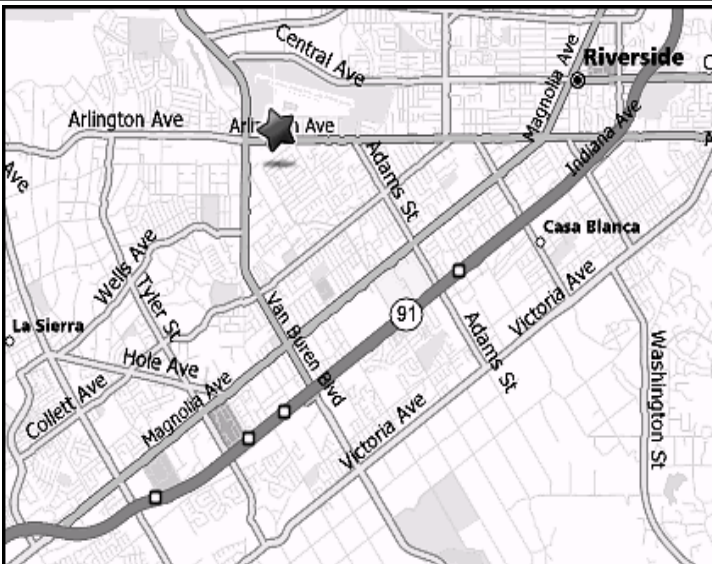 Central Ave
Magnolia Ave
Riverside
C
Arlington Ave
Ave
Indiana Ave
A
Ave
Adams St
Casa Blanca
Wells Ave
Tyler St
Victoria Ave
La Sierra
91
Van Buren Blvd
Adams St
Hole Ave
Washington St
Collett Ave
Magnolia Ave
Victoria Ave